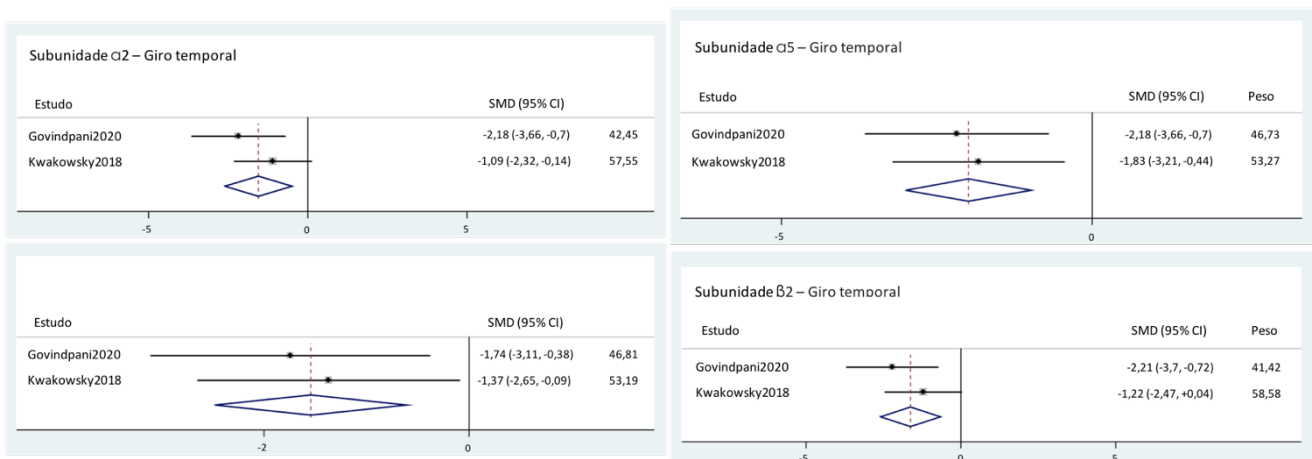 Subunidade α2 – Giro temporal
Estudo SMD (95% CI)
Govindpani2020 -2,18 (-3,66, -0,7) 42,45
Kwakowsky2018 -1,09 (-2,32, -0,14) 57,55
-5 0 5
Subunidade α5 – Giro temporal
Estudo SMD (95% CI) Peso
Govindpani2020 -2,18 (-3,66, -0,7) 46,73
Kwakowsky2018 -1,83 (-3,21, -0,44) 53,27
-5 0
Estudo SMD (95% CI)
Govindpani2020 -1,74 (-3,11, -0,38) 46,81
Kwakowsky2018 -1,37 (-2,65, -0,09) 53,19
-2 0
Subunidade β2 – Giro temporal
Estudo SMD (95% CI) Peso
Govindpani2020 -2,21 (-3,7, -0,72) 41,42
Kwakowsky2018 -1,22 (-2,47, +0,04) 58,58
-5 0 5